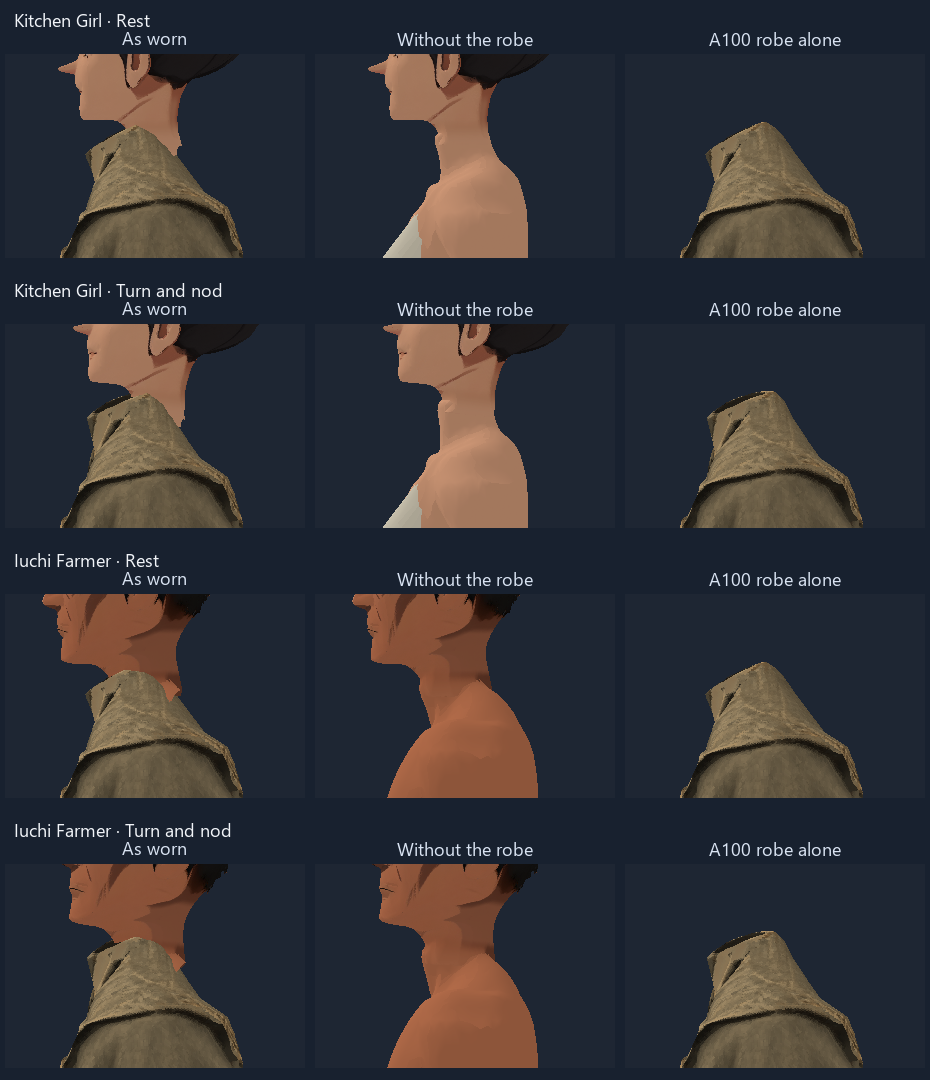 Kitchen Girl · Rest
As worn
Without the robe
A100 robe alone
Kitchen Girl · Turn and nod
As worn
Without the robe
A100 robe alone
Iuchi Farmer · Rest
As worn
Without the robe
A100 robe alone
Iuchi Farmer · Turn and nod
As worn
Without the robe
A100 robe alone